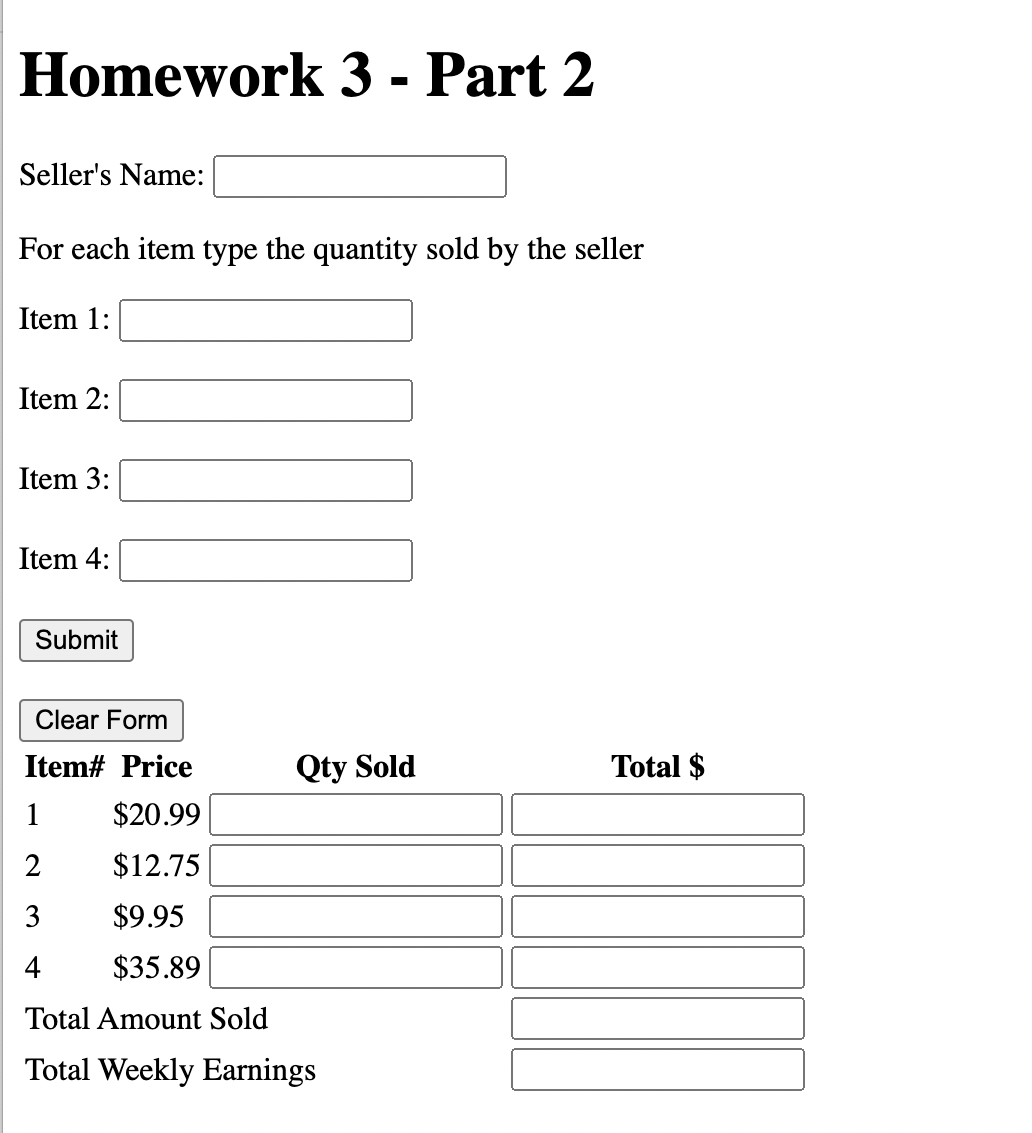 Homework 3 - Part 2
Seller's Name:
For each item type the quantity sold by the seller
Item 1:
Item 2:
Item 3:
Item 4:
Submit
Clear Form
Item# Price Qty Sold Total $
1 $20.99
2 $12.75
3 $9.95
4 $35.89
Total Amount Sold
Total Weekly Earnings